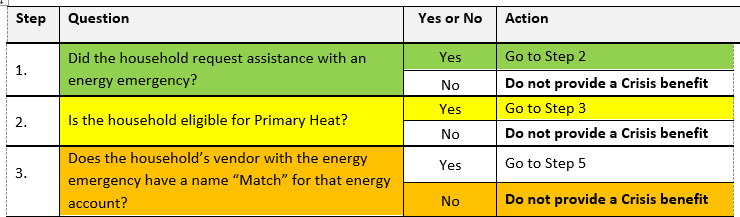 Step Question Yes or No Action
1. Did the household request assistance with an
energy emergency?
Yes Go to Step 2
No Do not provide a Crisis benefit
2. Is the household eligible for Primary Heat?
Yes Go to Step 3
No Do not provide a Crisis benefit
3. Does the household’s vendor with the energy
emergency have a name “Match” for that energy
account?
Yes Go to Step 5
No Do not provide a Crisis benefit